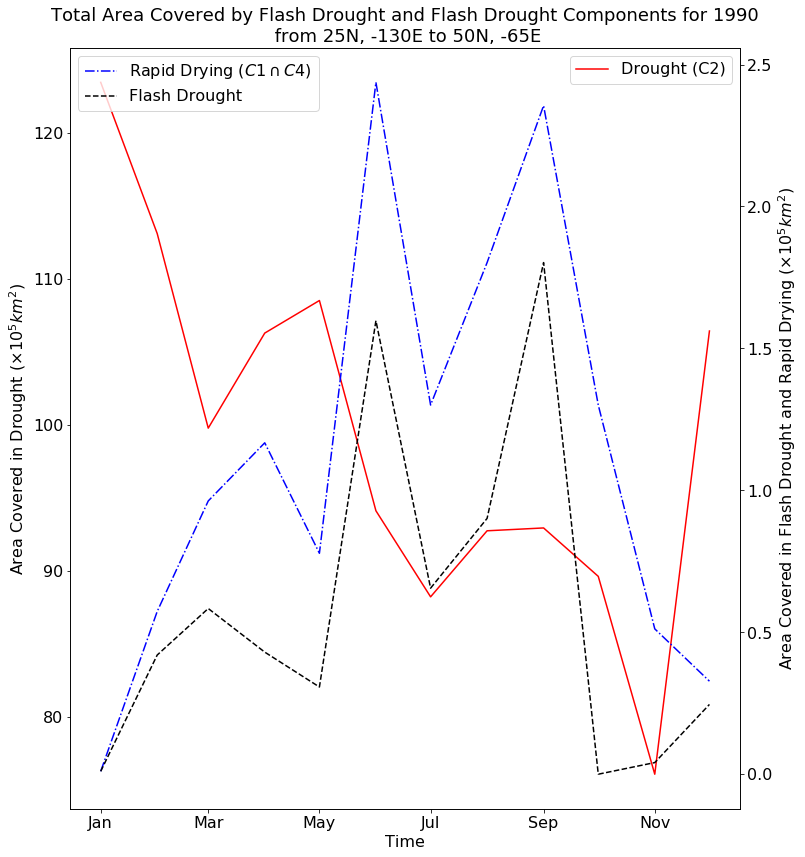 Total Area Covered by Flash Drought and Flash Drought Components for 1990
from 25N, -130E to 50N, -65E
Rapid Drying (C1 ∩ C4)
Flash Drought
Drought (C2)
Area Covered in Drought (×10⁵km²)
120
110
100
90
80
2.5
2.0
1.5
1.0
0.5
0.0
Area Covered in Flash Drought and Rapid Drying (×10⁵km²)
Jan Mar May Jul Sep Nov
Time